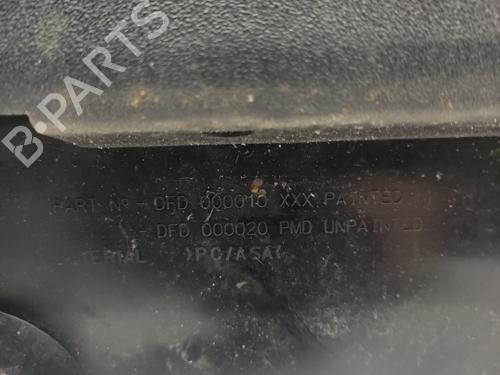 B PARTS
PART Nº - DFD 000010 XXX PAINTED
- DFD 000020 PMD UNPAINTED
MATERIAL >PC/ASA<